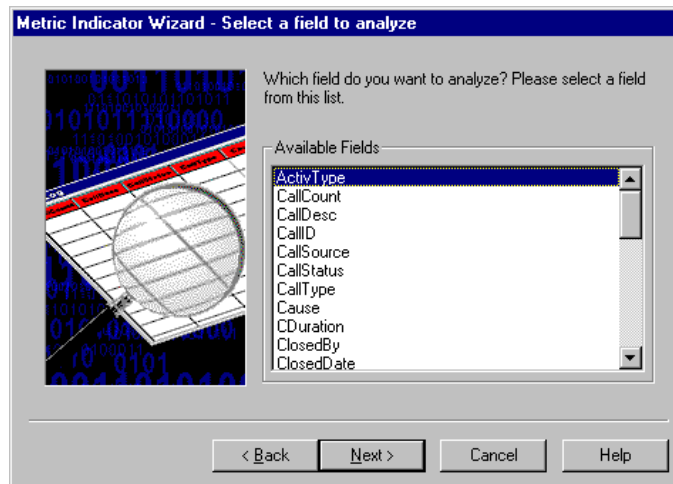 Metric Indicator Wizard - Select a field to analyze
Which field do you want to analyze? Please select a field
from this list.
Available Fields
ActivType
CallCount
CallDesc
CallID
CallSource
CallStatus
CallType
Cause
CDuration
ClosedBy
ClosedDate
< Back
Next >
Cancel
Help